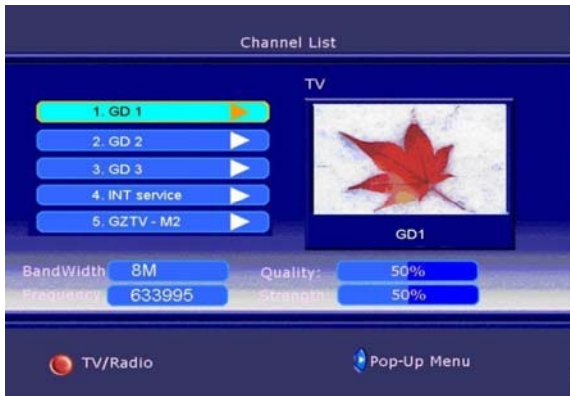 Channel List
TV
1. GD 1
2. GD 2
3. GD 3
4. INT service
5. GZTV - M2
GD1
BandWidth 8M Quality: 50%
Frequency 633995 Strength: 50%
TV/Radio Pop-Up Menu